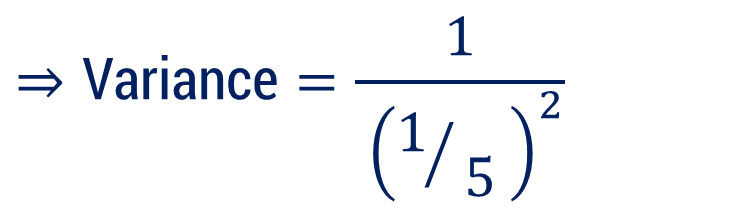 ⇒ Variance = 1 / (1/5)²